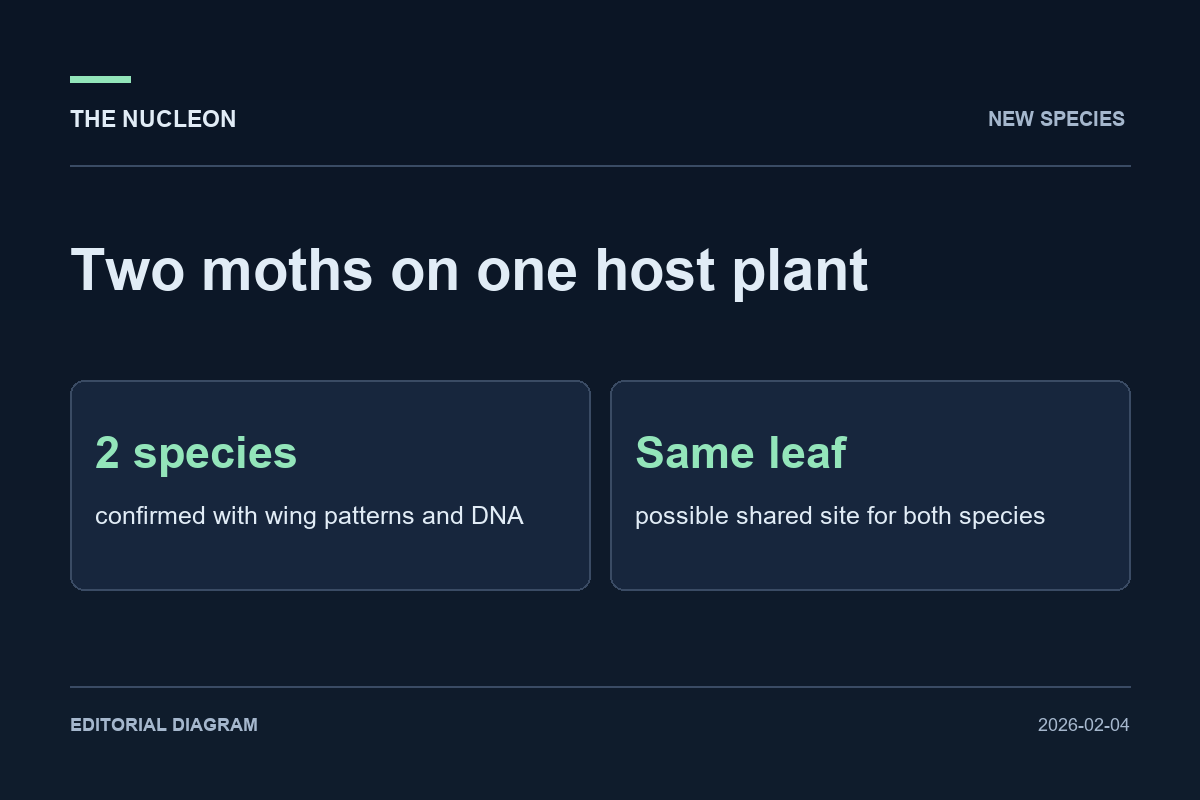 THE NUCLEON
NEW SPECIES
Two moths on one host plant
2 species
confirmed with wing patterns and DNA
Same leaf
possible shared site for both species
EDITORIAL DIAGRAM
2026-02-04